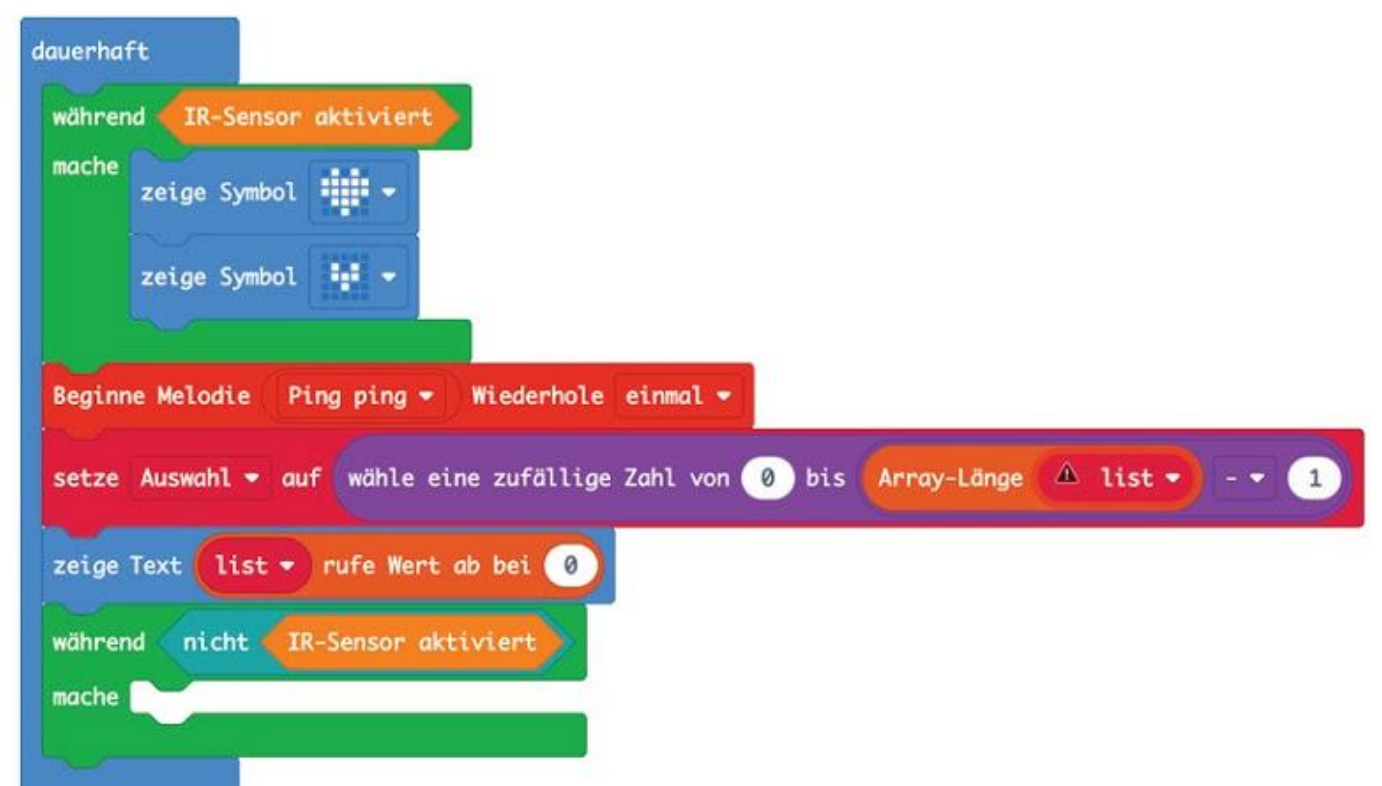 dauerhaft
während IR-Sensor aktiviert
mache
zeige Symbol
zeige Symbol
Beginne Melodie Ping ping Wiederhole einmal
setze Auswahl auf wähle eine zufällige Zahl von 0 bis Array-Länge list - 1
zeige Text list rufe Wert ab bei 0
während nicht IR-Sensor aktiviert
mache